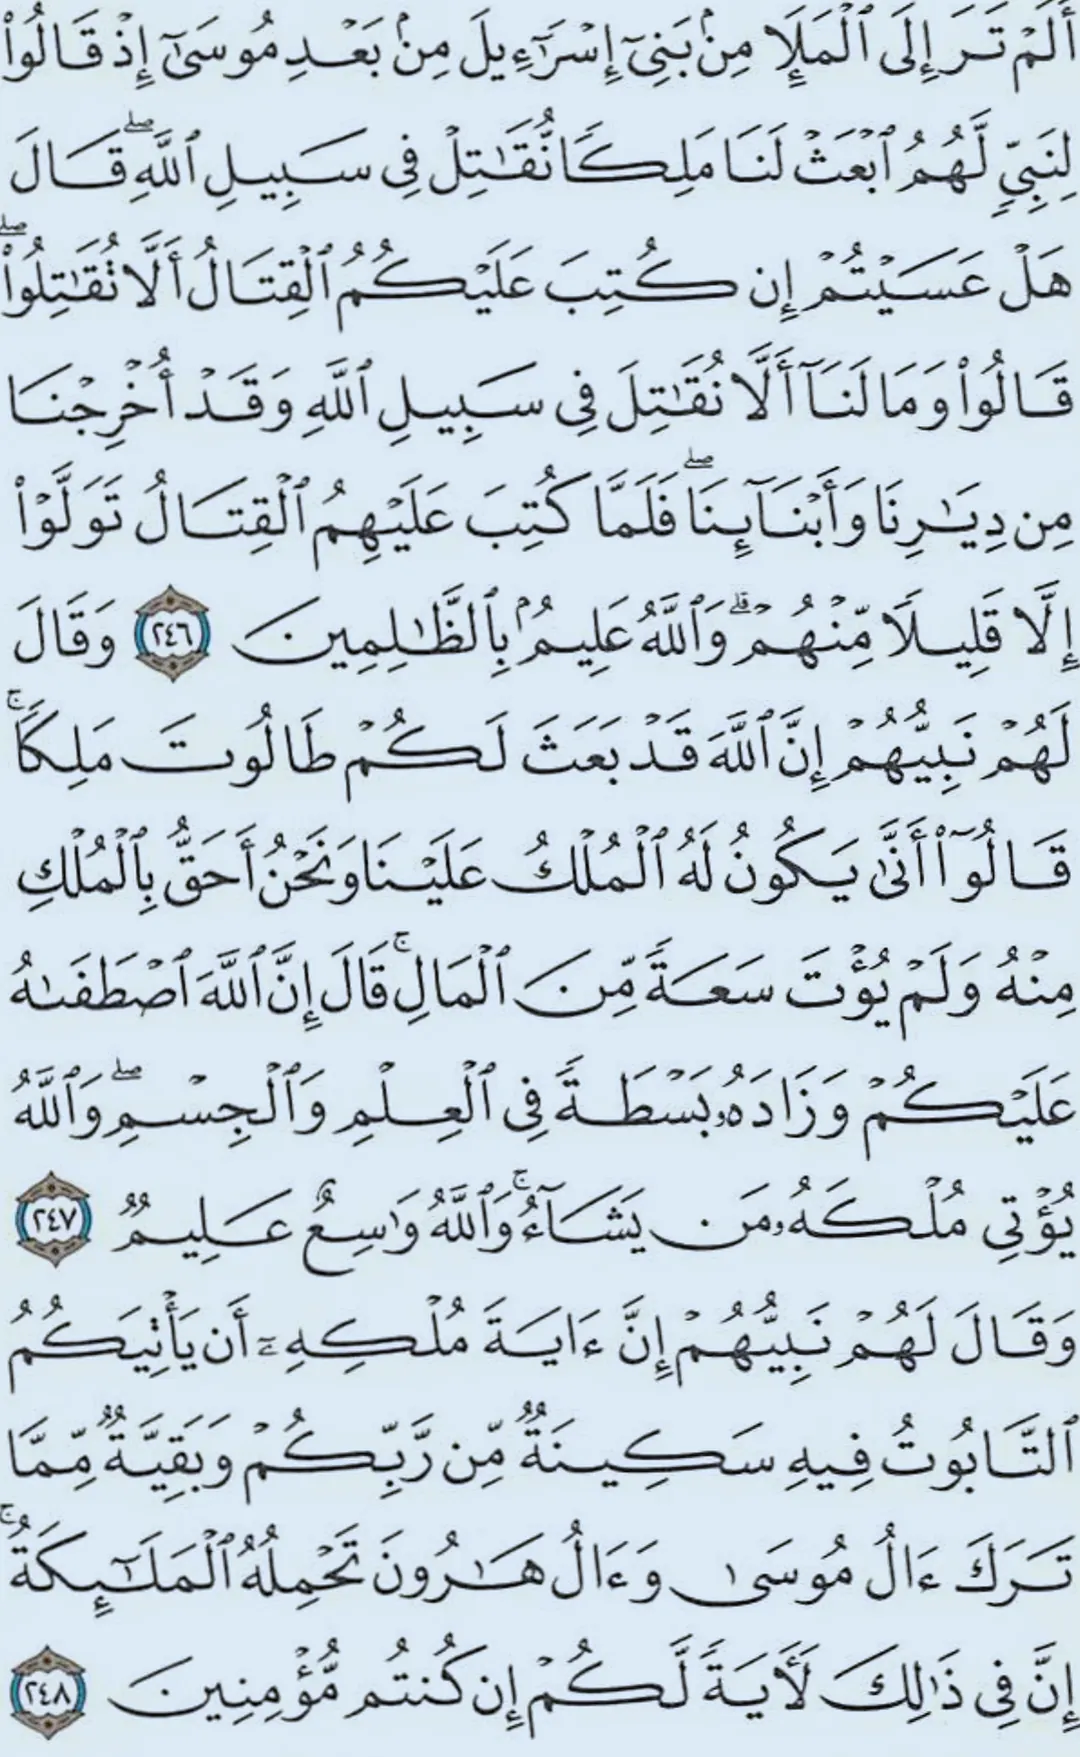 أَلَمْ تَرَ إِلَى ٱلْمَلَإِ مِنۢ بَنِىٓ إِسْرَٰٓءِيلَ مِنۢ بَعْدِ مُوسَىٰٓ إِذْ قَالُوا۟
لِنَبِىٍّ لَّهُمُ ٱبْعَثْ لَنَا مَلِكًا نُّقَٰتِلْ فِى سَبِيلِ ٱللَّهِ ۖ قَالَ
هَلْ عَسَيْتُمْ إِن كُتِبَ عَلَيْكُمُ ٱلْقِتَالُ أَلَّا تُقَٰتِلُوا۟ ۖ
قَالُوا۟ وَمَا لَنَآ أَلَّا نُقَٰتِلَ فِى سَبِيلِ ٱللَّهِ وَقَدْ أُخْرِجْنَا
مِن دِيَٰرِنَا وَأَبْنَآئِنَا ۖ فَلَمَّا كُتِبَ عَلَيْهِمُ ٱلْقِتَالُ تَوَلَّوْا۟
إِلَّا قَلِيلًا مِّنْهُمْ ۗ وَٱللَّهُ عَلِيمٌۢ بِٱلظَّٰلِمِينَ ٢٤٦ وَقَالَ
لَهُمْ نَبِيُّهُمْ إِنَّ ٱللَّهَ قَدْ بَعَثَ لَكُمْ طَالُوتَ مَلِكًا ۚ
قَالُوٓا۟ أَنَّىٰ يَكُونُ لَهُ ٱلْمُلْكُ عَلَيْنَا وَنَحْنُ أَحَقُّ بِٱلْمُلْكِ
مِنْهُ وَلَمْ يُؤْتَ سَعَةً مِّنَ ٱلْمَالِ ۚ قَالَ إِنَّ ٱللَّهَ ٱصْطَفَىٰهُ
عَلَيْكُمْ وَزَادَهُۥ بَسْطَةً فِى ٱلْعِلْمِ وَٱلْجِسْمِ ۖ وَٱللَّهُ
يُؤْتِى مُلْكَهُۥ مَن يَشَآءُ ۚ وَٱللَّهُ وَٰسِعٌ عَلِيمٌ ٢٤٧
وَقَالَ لَهُمْ نَبِيُّهُمْ إِنَّ ءَايَةَ مُلْكِهِۦٓ أَن يَأْتِيَكُمُ
ٱلتَّابُوتُ فِيهِ سَكِينَةٌ مِّن رَّبِّكُمْ وَبَقِيَّةٌ مِّمَّا
تَرَكَ ءَالُ مُوسَىٰ وَءَالُ هَٰرُونَ تَحْمِلُهُ ٱلْمَلَٰٓئِكَةُ ۚ
إِنَّ فِى ذَٰلِكَ لَءَايَةً لَّكُمْ إِن كُنتُم مُّؤْمِنِينَ ٢٤٨